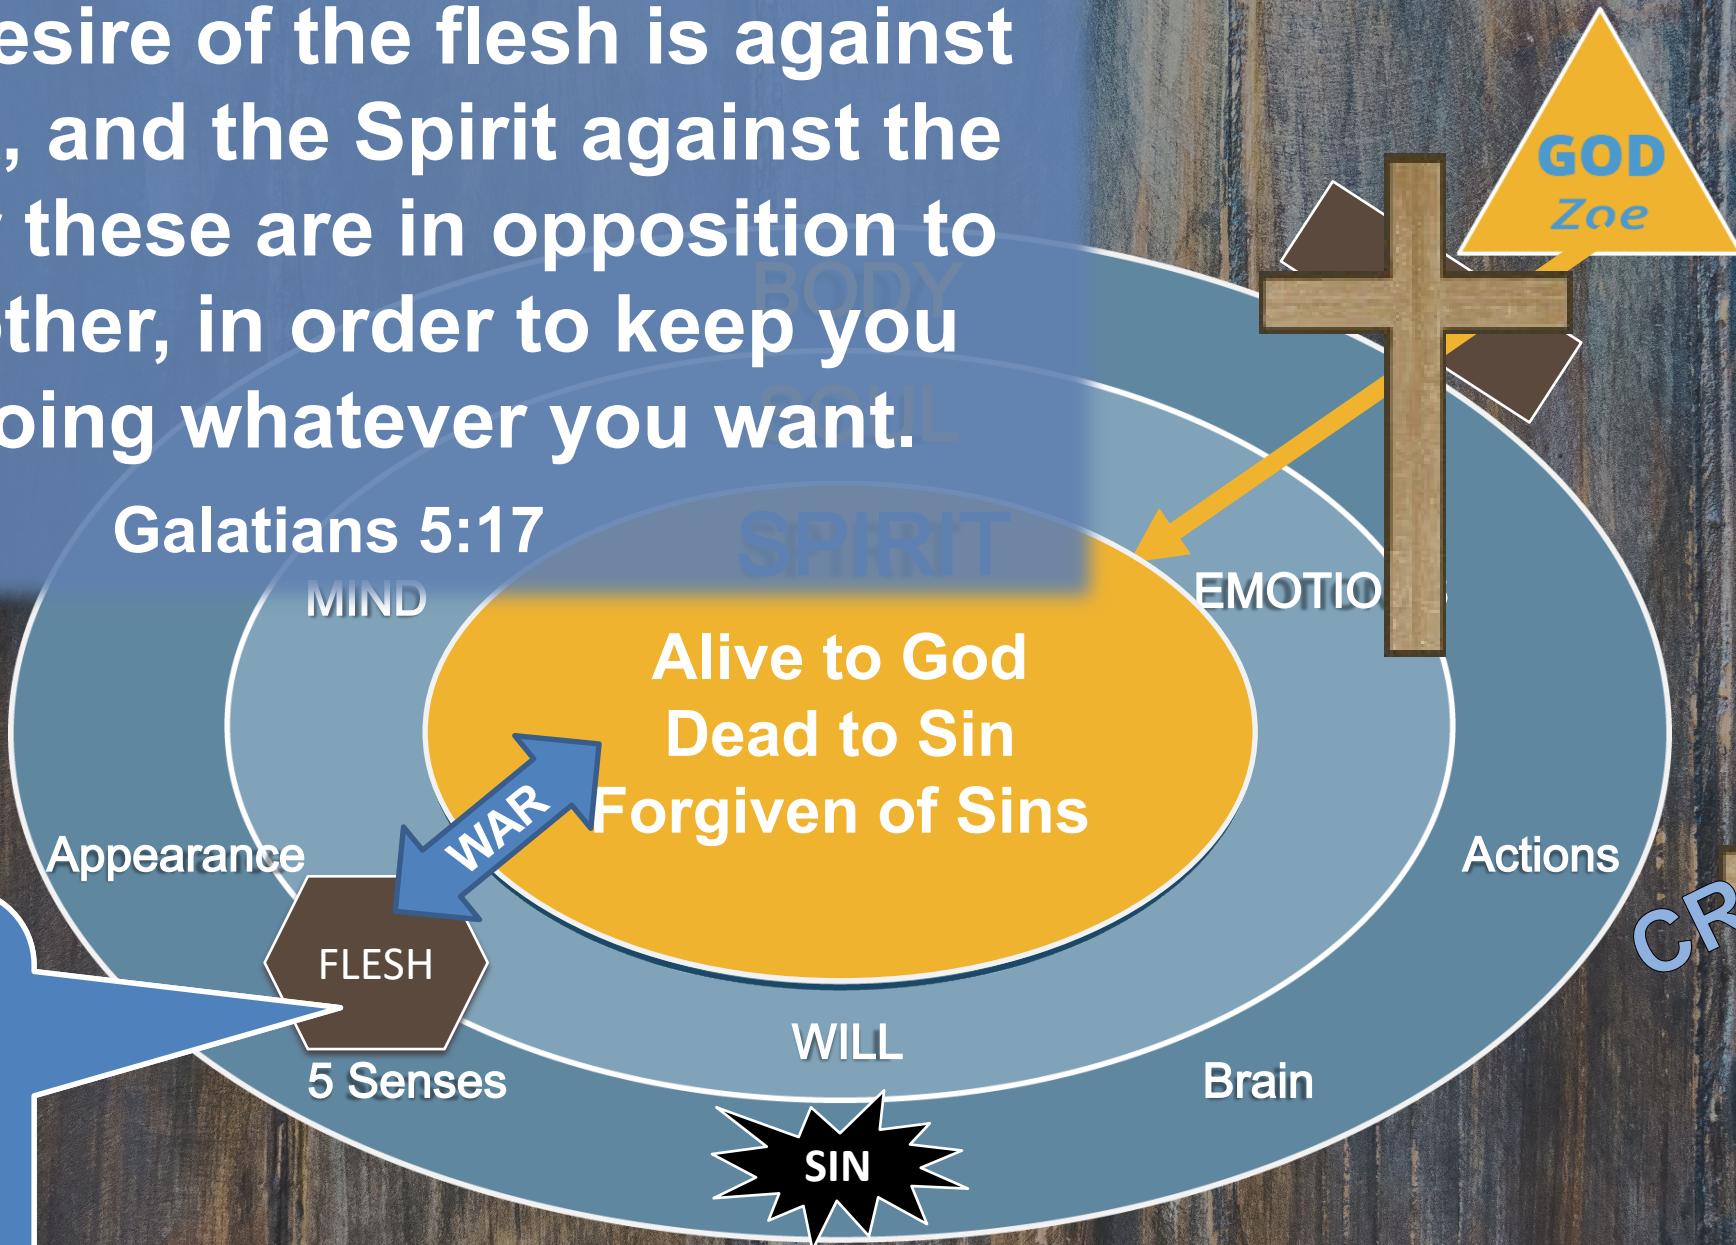 esire of the flesh is against
, and the Spirit against the
these are in opposition to
ther, in order to keep you
oing whatever you want.
Galatians 5:17
GOD
Zoe
BODY
SOUL
SPIRIT
MIND
EMOTIO
Alive to God
Dead to Sin
Forgiven of Sins
WAR
Appearance
Actions
FLESH
CR
WILL
5 Senses
Brain
SIN